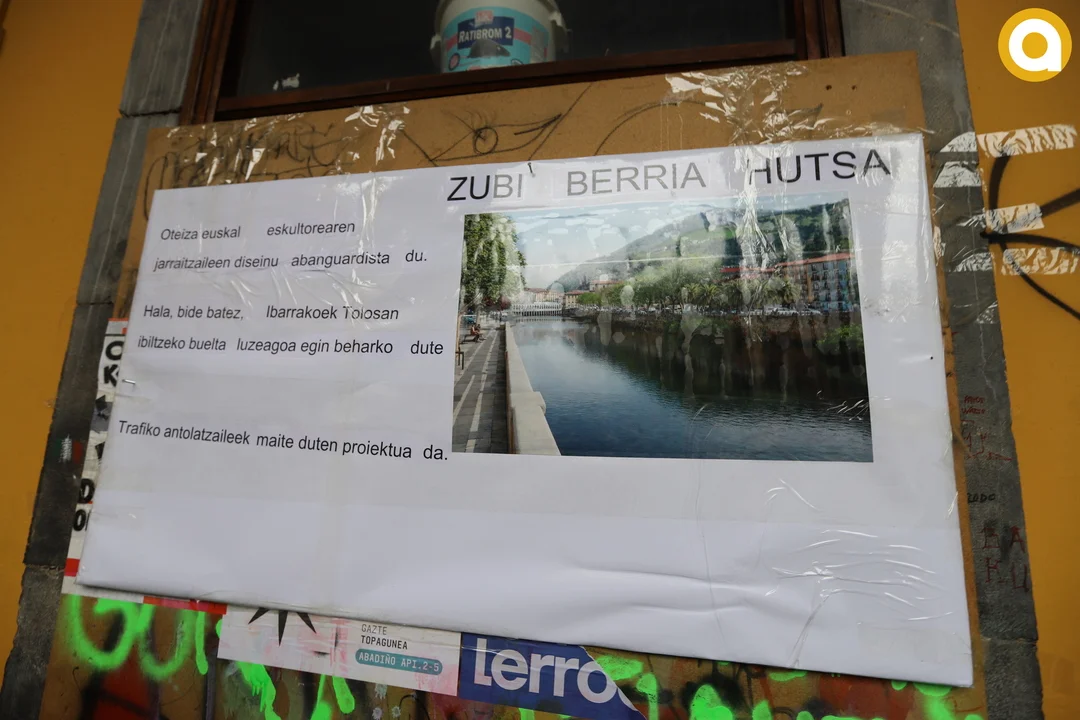 RATIBROM 2
ZUBI BERRIA HUTSA
Oteiza euskal eskultorearen
jarraitzaileen diseinu abanguardista du.
Hala, bide batez, Ibarrakoek Tolosan
ibiltzeko buelta luzeagoa egin beharko dute
Trafiko antolatzaileek maite duten proiektua da.
GAZTE
TOPAGUNEA
ABADIÑO API.2-5
lerro